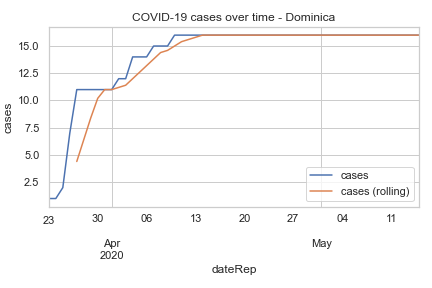 COVID-19 cases over time - Dominica
cases
15.0
12.5
10.0
7.5
5.0
2.5
cases
cases (rolling)
23 30 06 13 20 27 04 11
Apr May
2020
dateRep